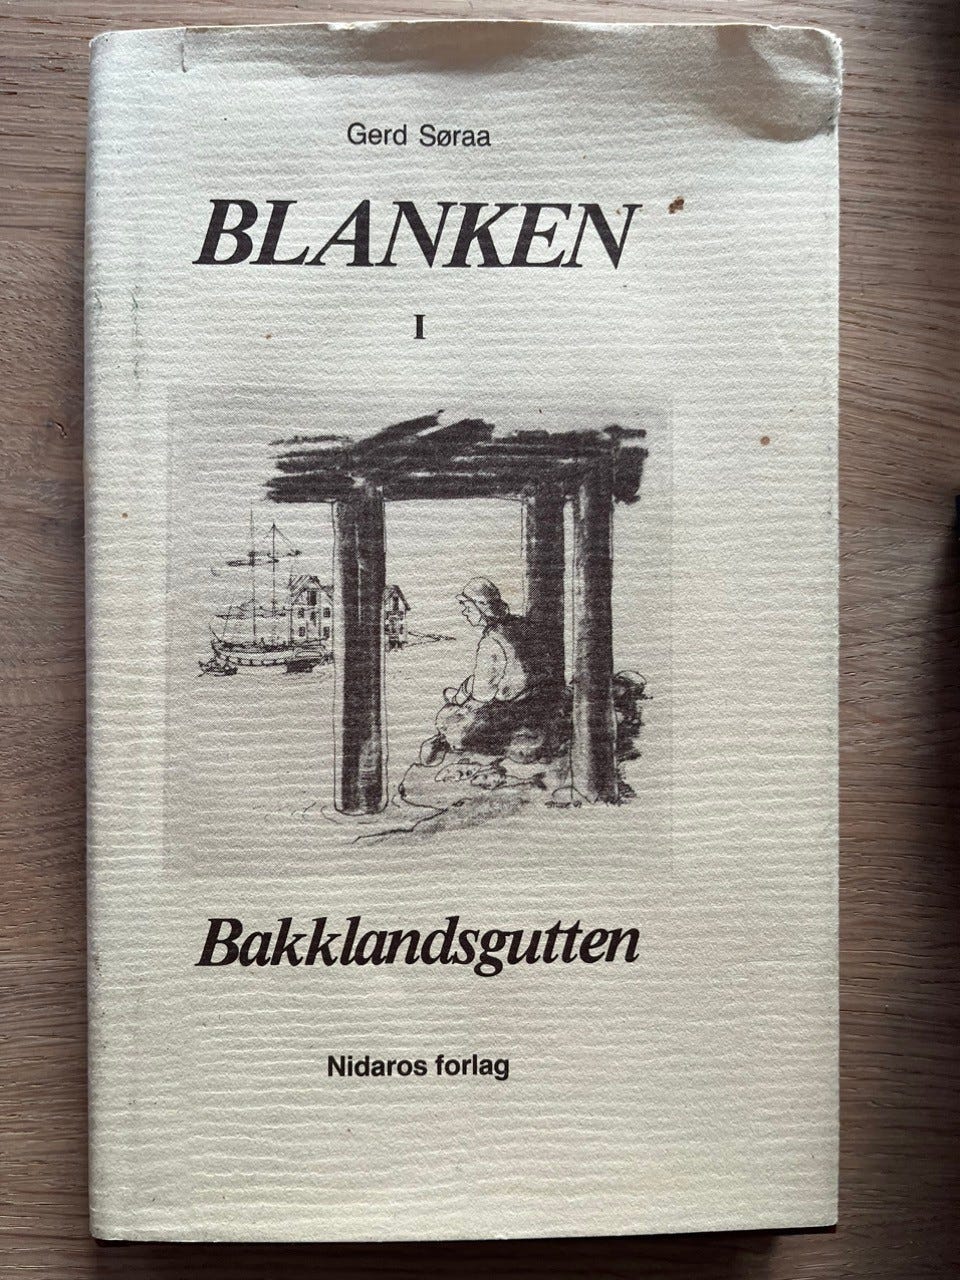 Gerd Søraa
BLANKEN
I
Bakklandsgutten
Nidaros forlag